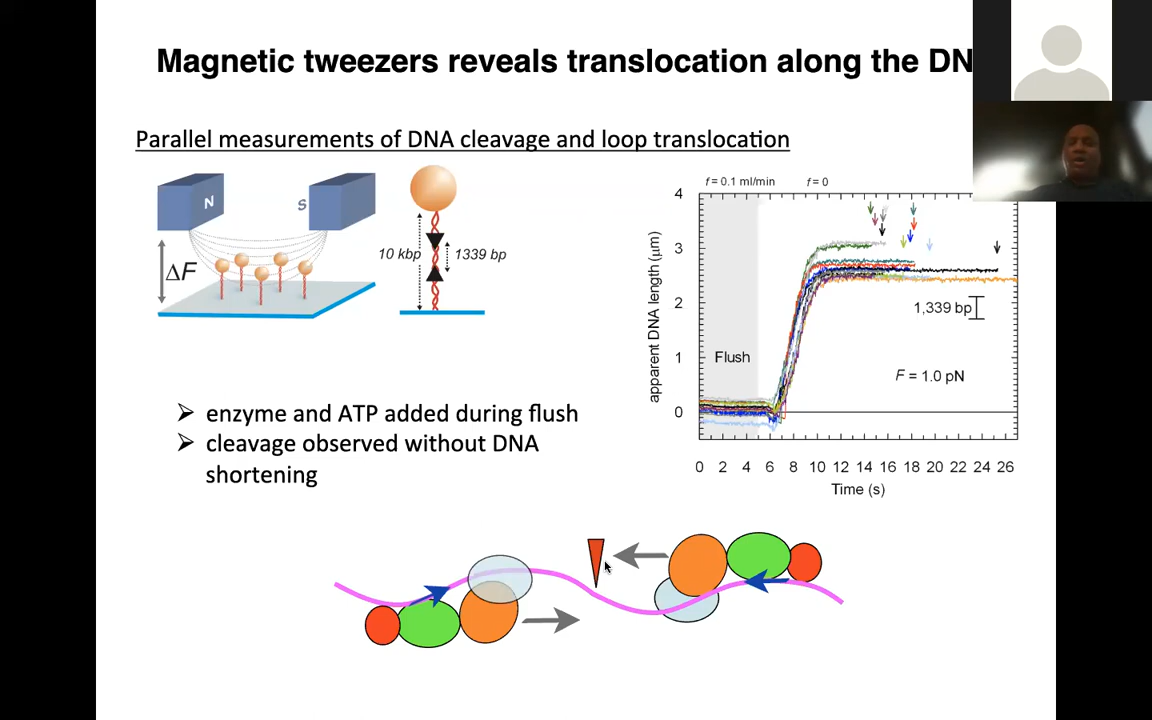 Magnetic tweezers reveals translocation along the DN
Parallel measurements of DNA cleavage and loop translocation
N
S
ΔF
10 kbp
1339 bp
f = 0.1 ml/min f = 0
4
3
2
1
0
apparent DNA length (μm)
Flush
1,339 bp
F = 1.0 pN
0 2 4 6 8 10 12 14 16 18 20 22 24 26
Time (s)
➢ enzyme and ATP added during flush
➢ cleavage observed without DNA
shortening